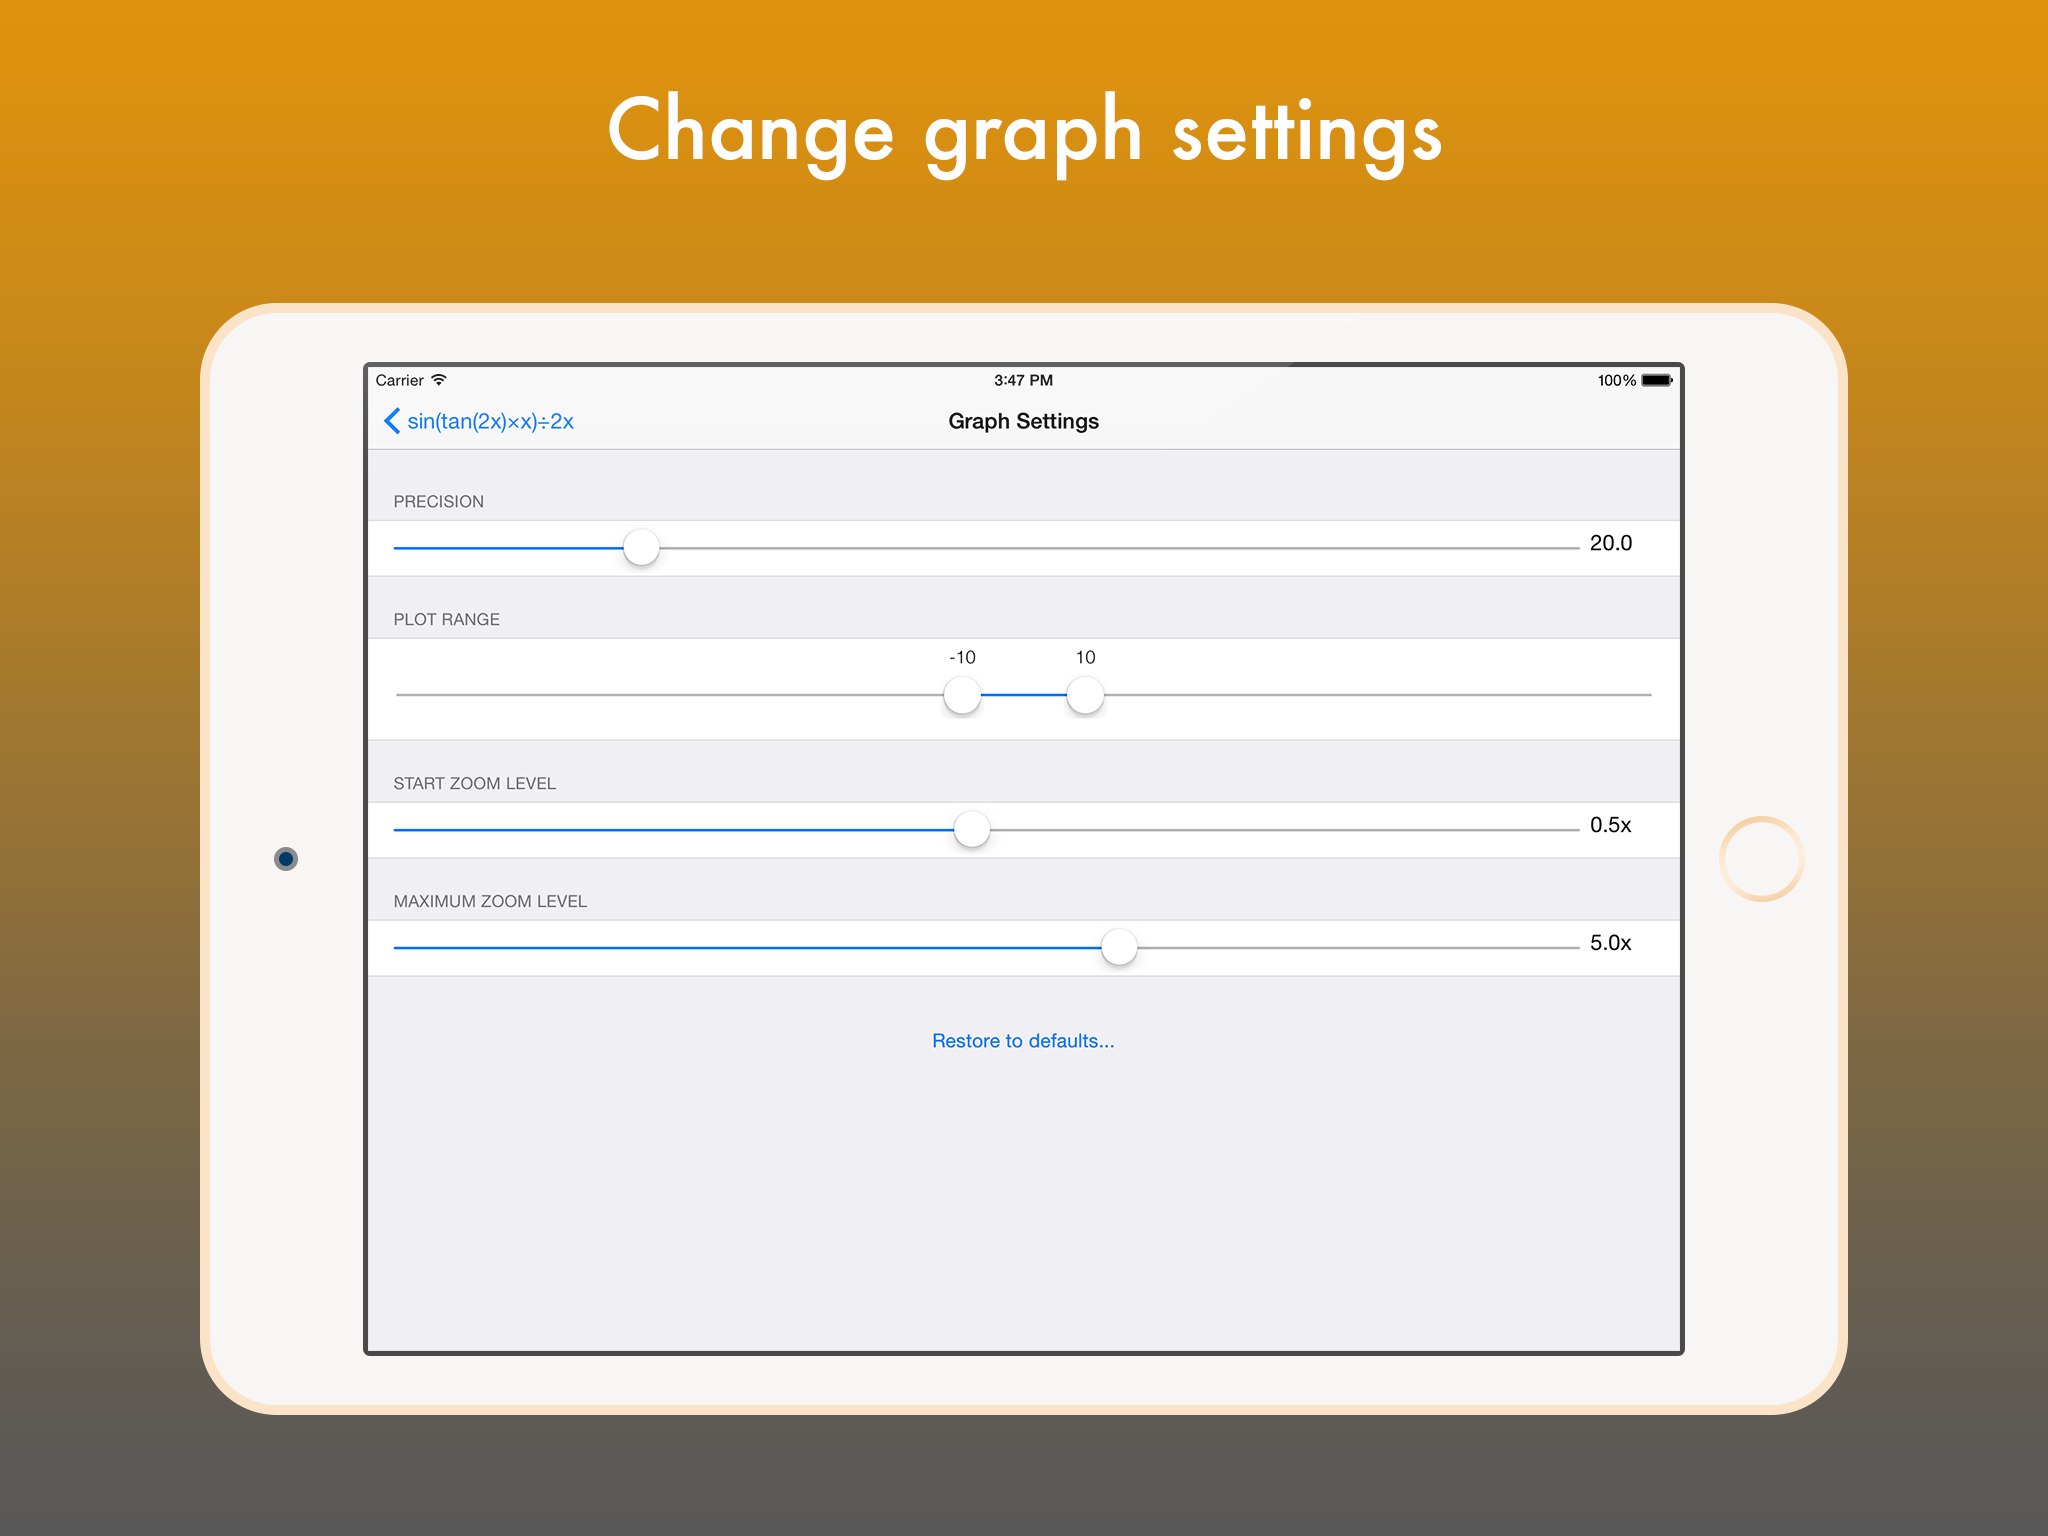 Change graph settings
Carrier 3:47 PM 100%
sin(tan(2x)×x)÷2x Graph Settings
PRECISION
20.0
PLOT RANGE
-10 10
START ZOOM LEVEL
0.5x
MAXIMUM ZOOM LEVEL
5.0x
Restore to defaults...